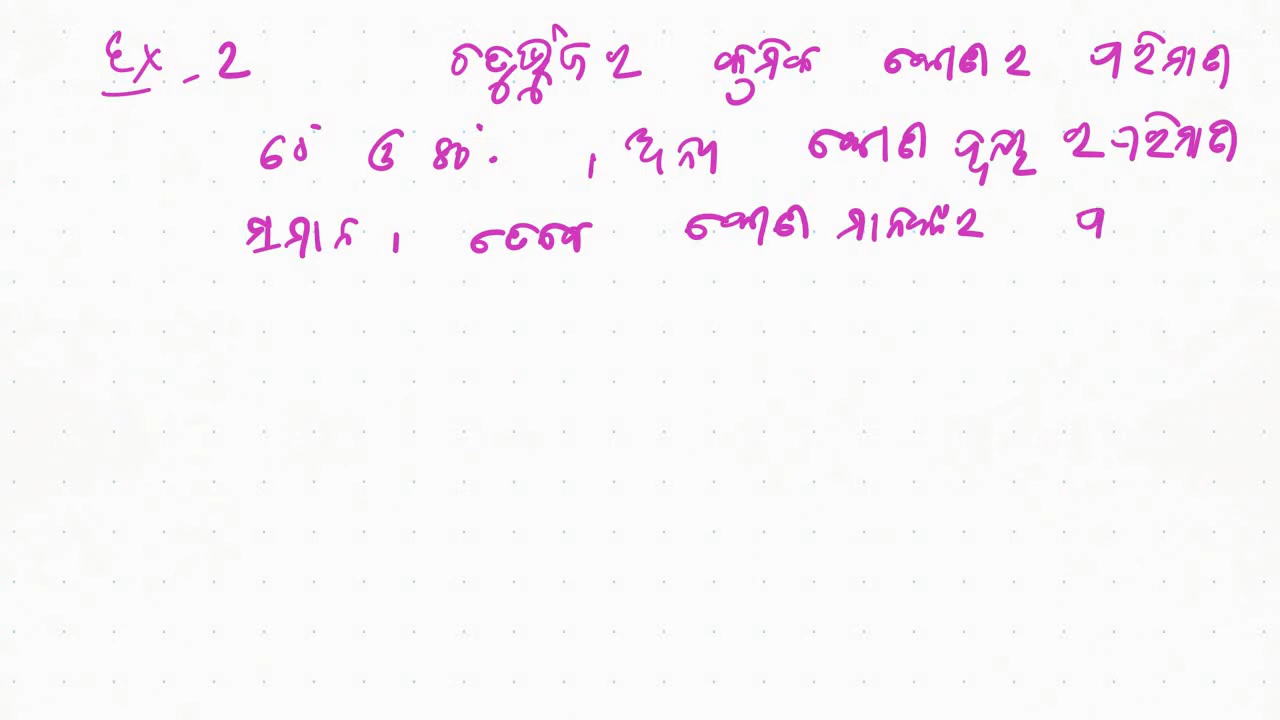 Ex - 2 ଚତୁର୍ଭୁଜର କ୍ରମିକ କୋଣର ପରିମାଣ
60° ଓ 80° । ଅନ୍ୟ କୋଣ ଦ୍ୱୟର ପରିମାଣ
ସମାନ । ତେବେ କୋଣ ମାନଙ୍କର ପ